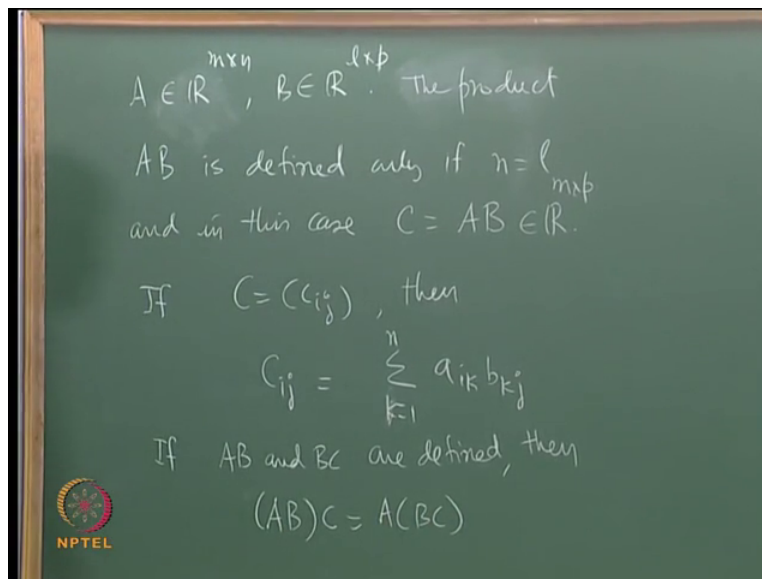 A ∈ ℝ^{m×n}, B ∈ ℝ^{l×p}. The product
AB is defined only if n = l
and in this case C = AB ∈ ℝ^{m×p}.
If C = (c_{ij}), then
c_{ij} = \sum_{k=1}^{n} a_{ik} b_{kj}
If AB and BC are defined, then
(AB)C = A(BC)
NPTEL